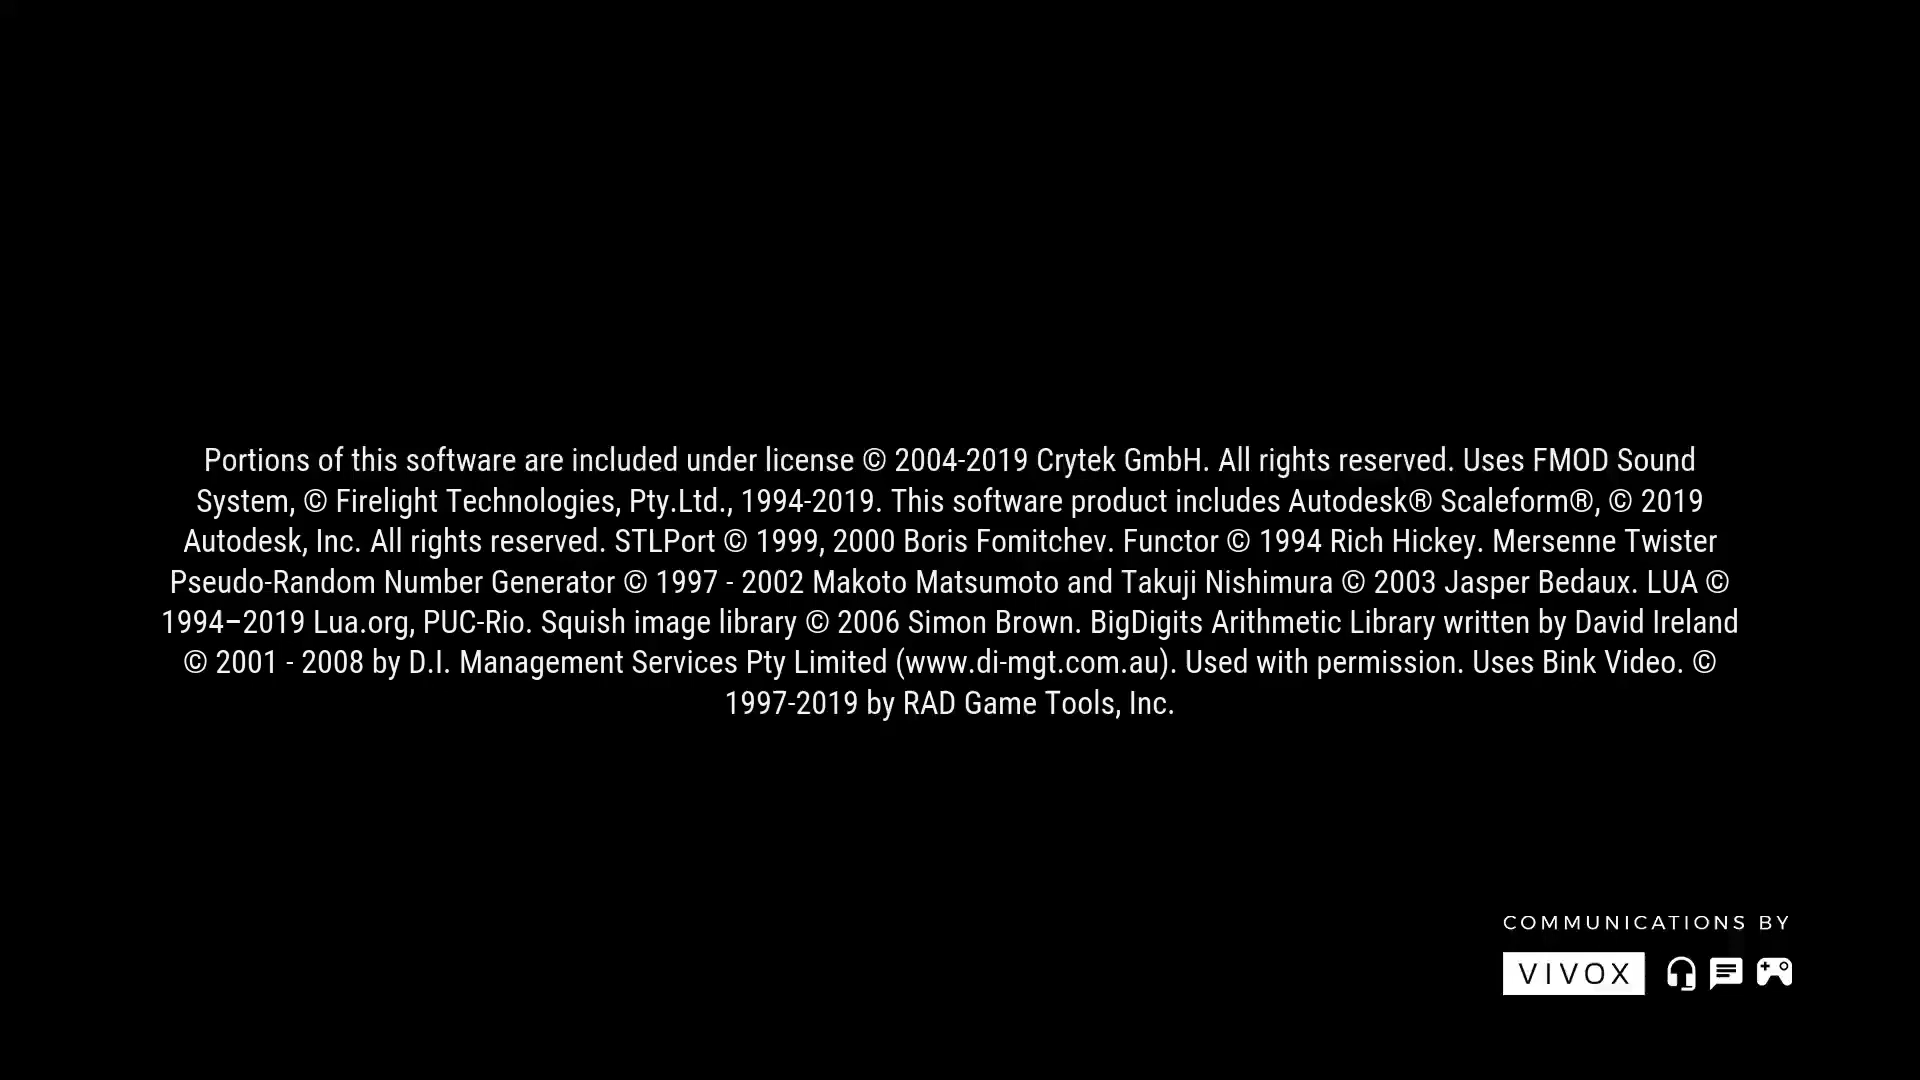 Portions of this software are included under license © 2004-2019 Crytek GmbH. All rights reserved. Uses FMOD Sound
System, © Firelight Technologies, Pty.Ltd., 1994-2019. This software product includes Autodesk® Scaleform®, © 2019
Autodesk, Inc. All rights reserved. STLPort © 1999, 2000 Boris Fomitchev. Functor © 1994 Rich Hickey. Mersenne Twister
Pseudo-Random Number Generator © 1997 - 2002 Makoto Matsumoto and Takuji Nishimura © 2003 Jasper Bedaux. LUA ©
1994–2019 Lua.org, PUC-Rio. Squish image library © 2006 Simon Brown. BigDigits Arithmetic Library written by David Ireland
© 2001 - 2008 by D.I. Management Services Pty Limited (www.di-mgt.com.au). Used with permission. Uses Bink Video. ©
1997-2019 by RAD Game Tools, Inc.
COMMUNICATIONS BY
VIVOX